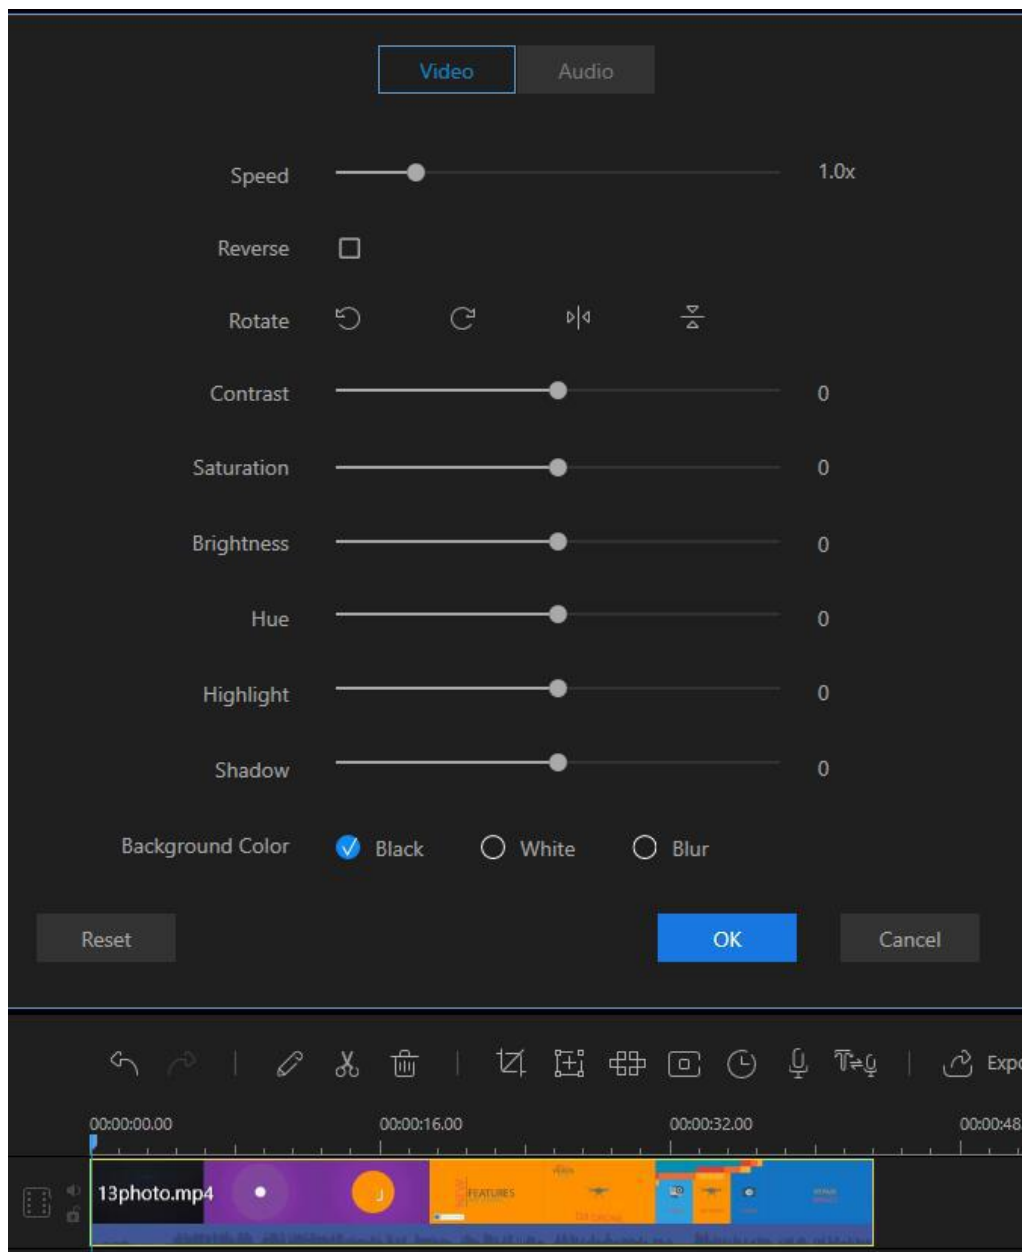 Video Audio
Speed 1.0x
Reverse
Rotate
Contrast 0
Saturation 0
Brightness 0
Hue 0
Highlight 0
Shadow 0
Background Color Black White Blur
Reset OK Cancel
Expo
00:00:00.00 00:00:16.00 00:00:32.00 00:00:48
13photo.mp4
NEW FEATURES